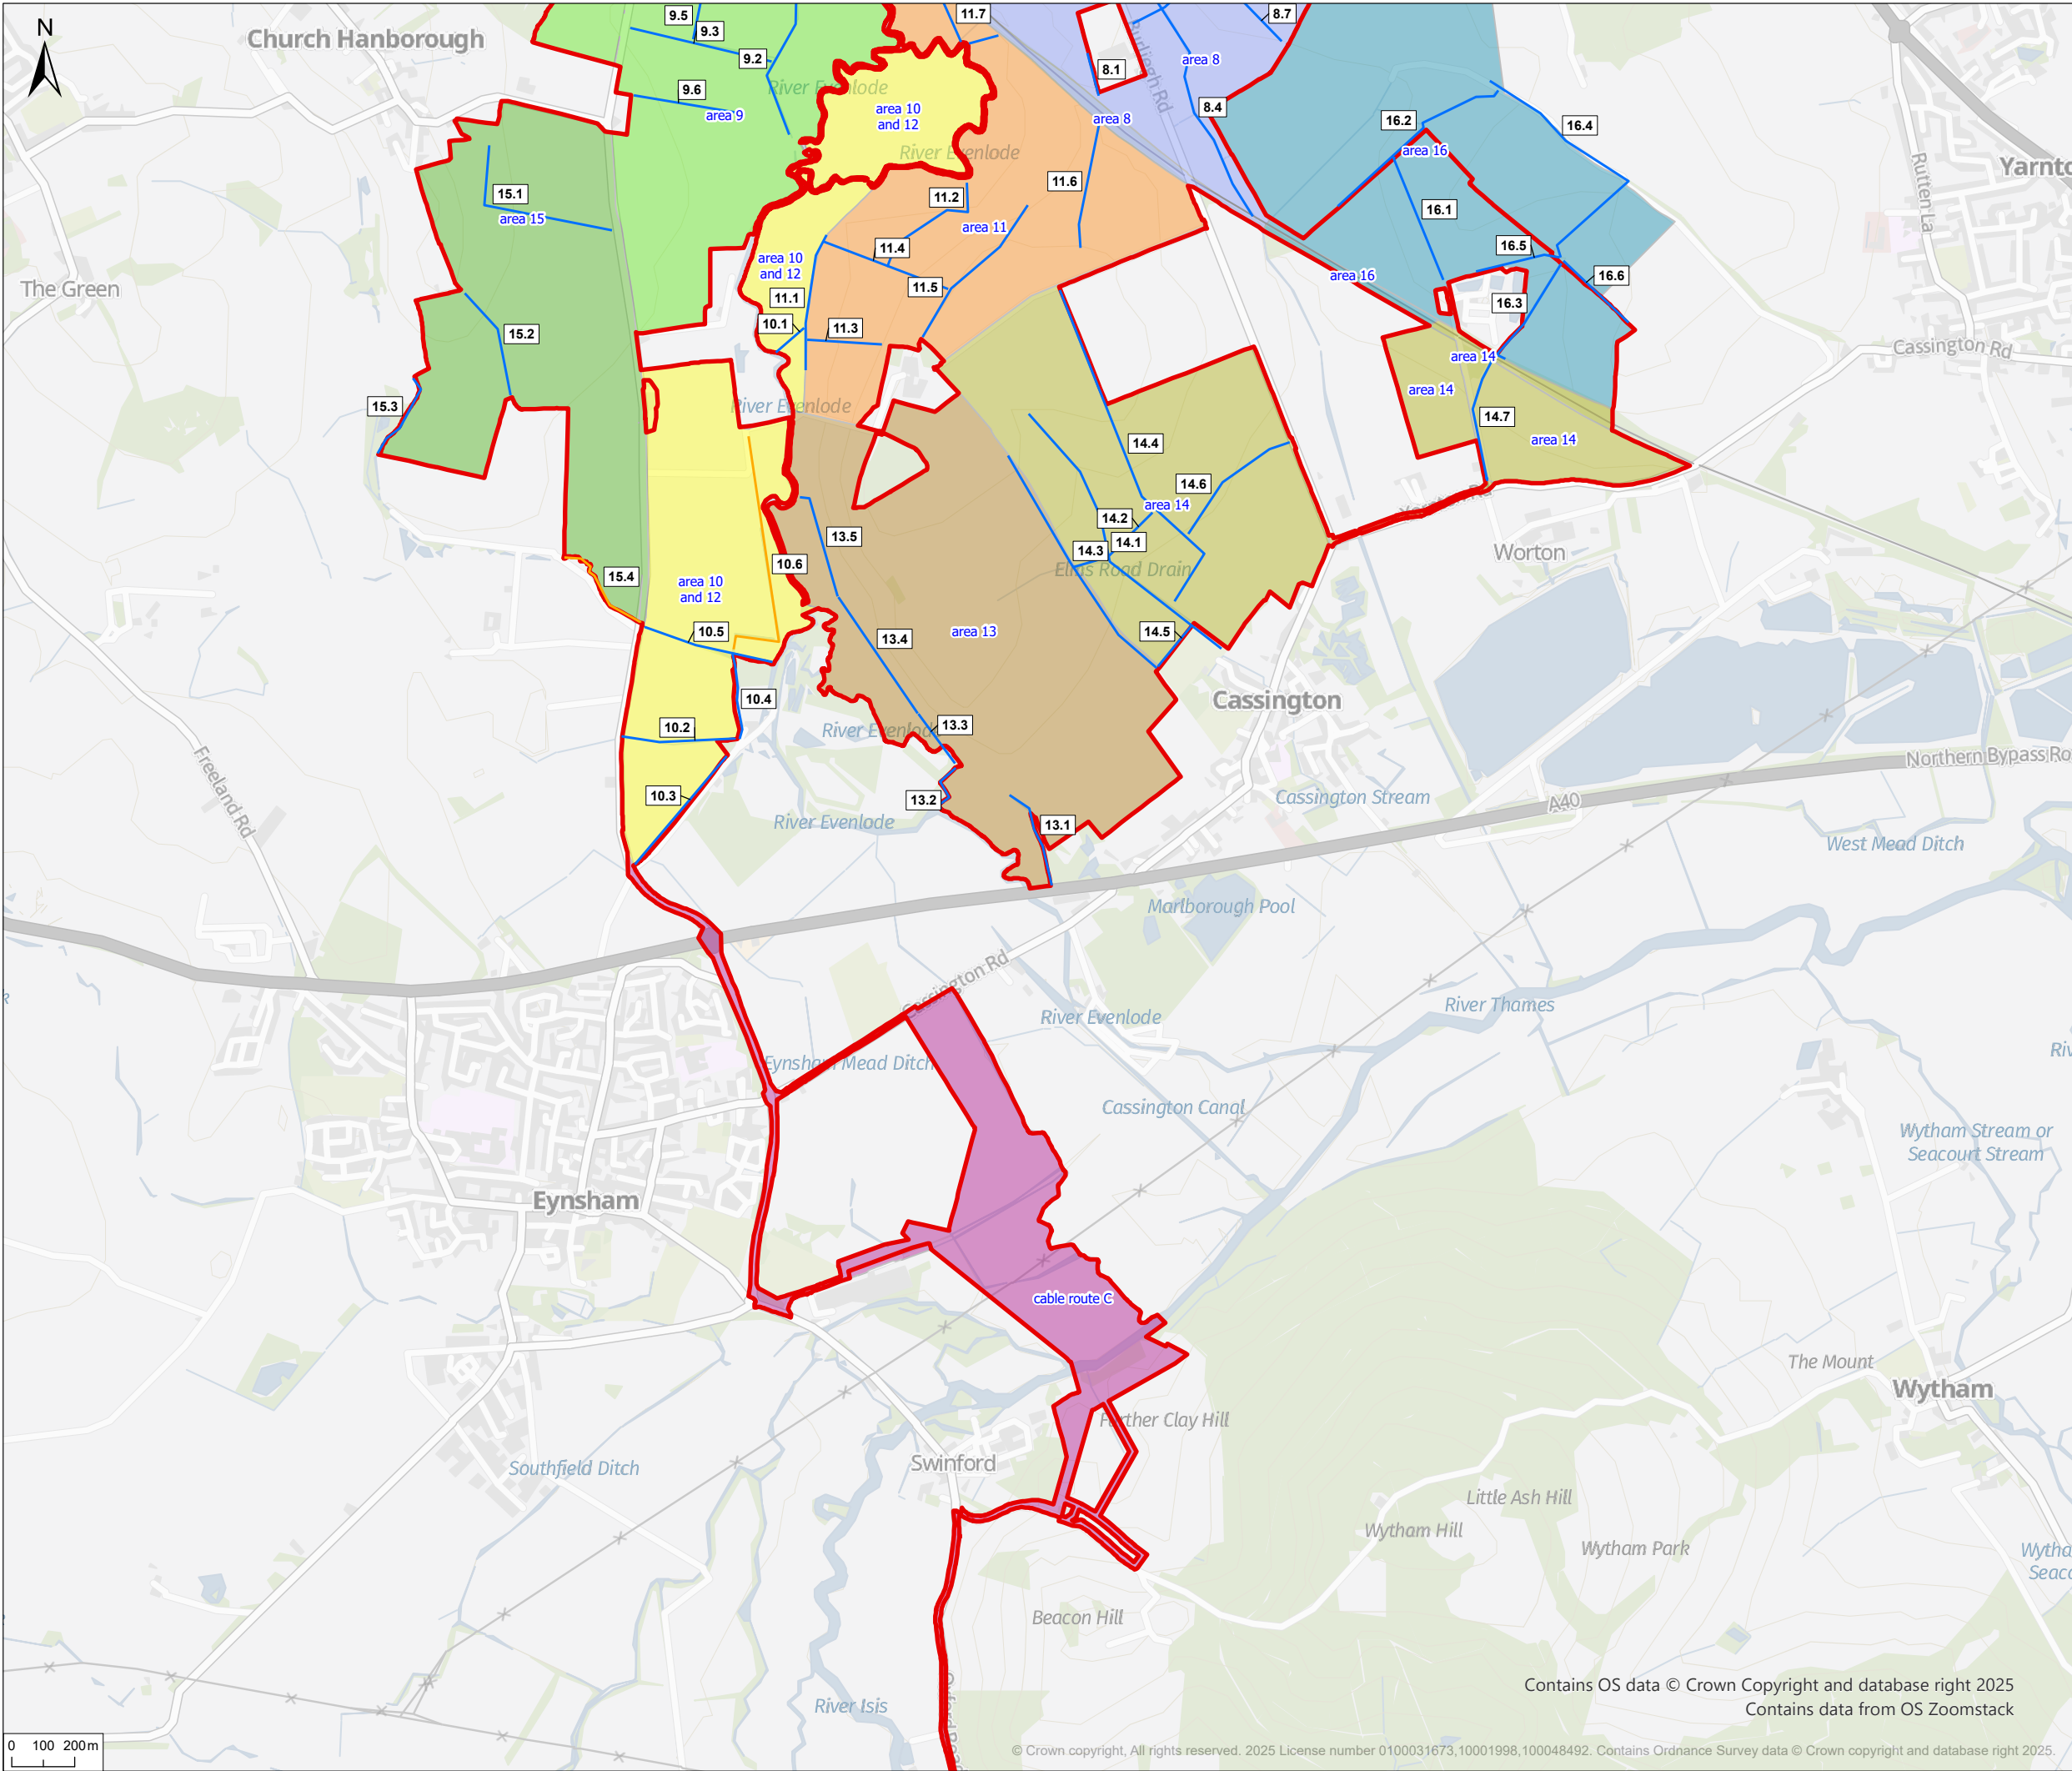 N
Church Hanborough
9.5
9.3
9.2
9.6
area 9
River Evenlode
11.7
8.7
8.1
area 8
8.4
area 8
area 10
and 12
River Evenlode
16.2
16.4
area 16
Rutten La
15.1
area 15
11.2
11.6
area 11
16.1
11.4
16.5
area 10
and 12
11.5
area 16
16.6
The Green
11.1
16.3
10.1
11.3
15.2
area 14
Cassington Rd
area 14
15.3
River Evenlode
14.7
area 14
14.4
14.6
area 14
14.2
13.5
14.1
14.3
Worton
10.6
Elms Road Drain
15.4
area 10
and 12
10.5
13.4
area 13
14.5
10.4
Cassington
10.2
13.3
River Evenlode
Northern Bypass Ro
Freeland Rd
10.3
13.2
Cassington Stream
A40
River Evenlode
13.1
West Mead Ditch
Marlborough Pool
Cassington Rd
River Evenlode
River Thames
Riv
Eynsham Mead Ditch
Cassington Canal
Wytham Stream or
Seacourt Stream
Eynsham
cable route C
The Mount
Wytham
Further Clay Hill
Swinford
Southfield Ditch
Little Ash Hill
Wytham Hill
Wytham Park
Wytha
Seaco
Beacon Hill
River Isis
Contains OS data © Crown Copyright and database right 2025
Contains data from OS Zoomstack
0 100 200 m
© Crown copyright, All rights reserved. 2025 License number 0100031673,10001998,100048492. Contains Ordnance Survey data © Crown copyright and database right 2025.